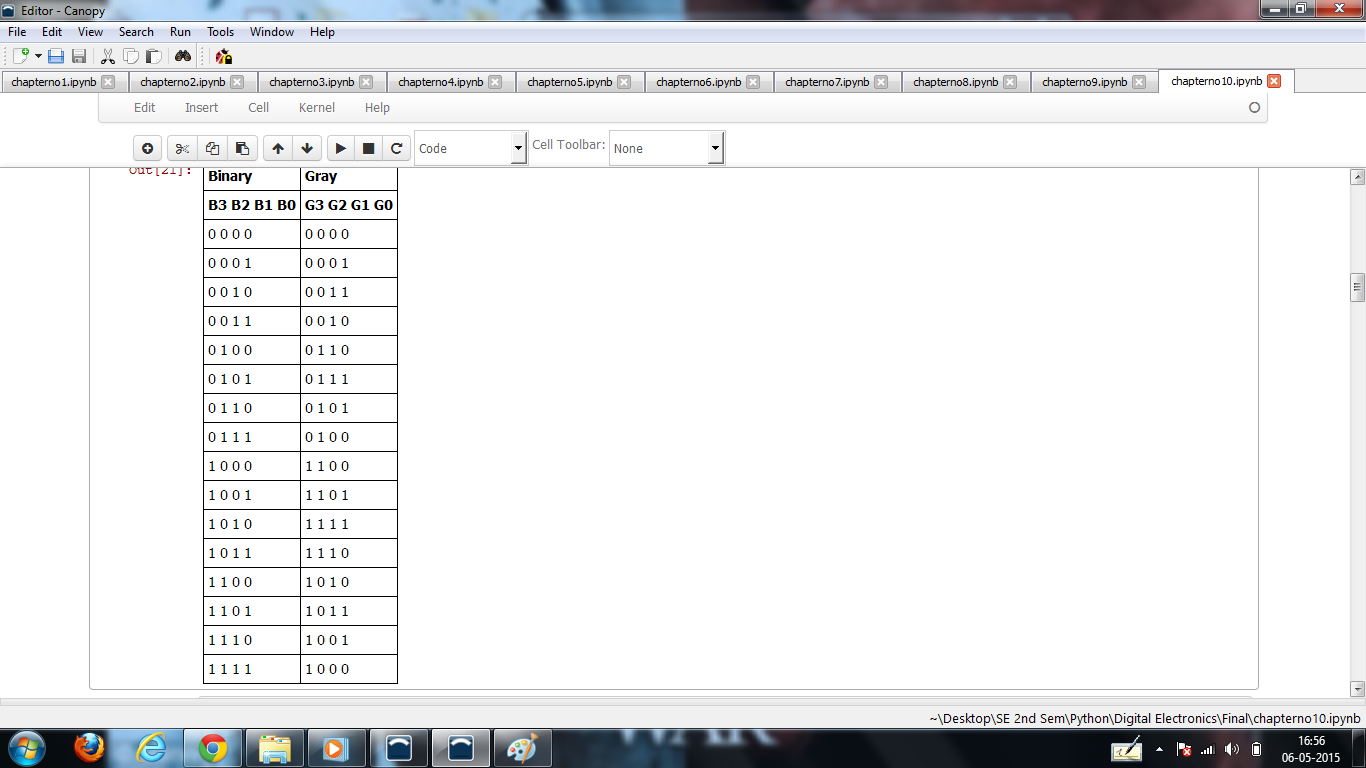 Editor - Canopy
File Edit View Search Run Tools Window Help
chapterno1.ipynb chapterno2.ipynb chapterno3.ipynb chapterno4.ipynb chapterno5.ipynb chapterno6.ipynb chapterno7.ipynb chapterno8.ipynb chapterno9.ipynb chapterno10.ipynb
Edit Insert Cell Kernel Help
Code Cell Toolbar: None
Out[21]: Binary Gray
B3 B2 B1 B0 G3 G2 G1 G0
0 0 0 0 0 0 0 0
0 0 0 1 0 0 0 1
0 0 1 0 0 0 1 1
0 0 1 1 0 0 1 0
0 1 0 0 0 1 1 0
0 1 0 1 0 1 1 1
0 1 1 0 0 1 0 1
0 1 1 1 0 1 0 0
1 0 0 0 1 1 0 0
1 0 0 1 1 1 0 1
1 0 1 0 1 1 1 1
1 0 1 1 1 1 1 0
1 1 0 0 1 0 1 0
1 1 0 1 1 0 1 1
1 1 1 0 1 0 0 1
1 1 1 1 1 0 0 0
~\Desktop\SE 2nd Sem\Python\Digital Electronics\Final\chapterno10.ipynb
16:56
06-05-2015